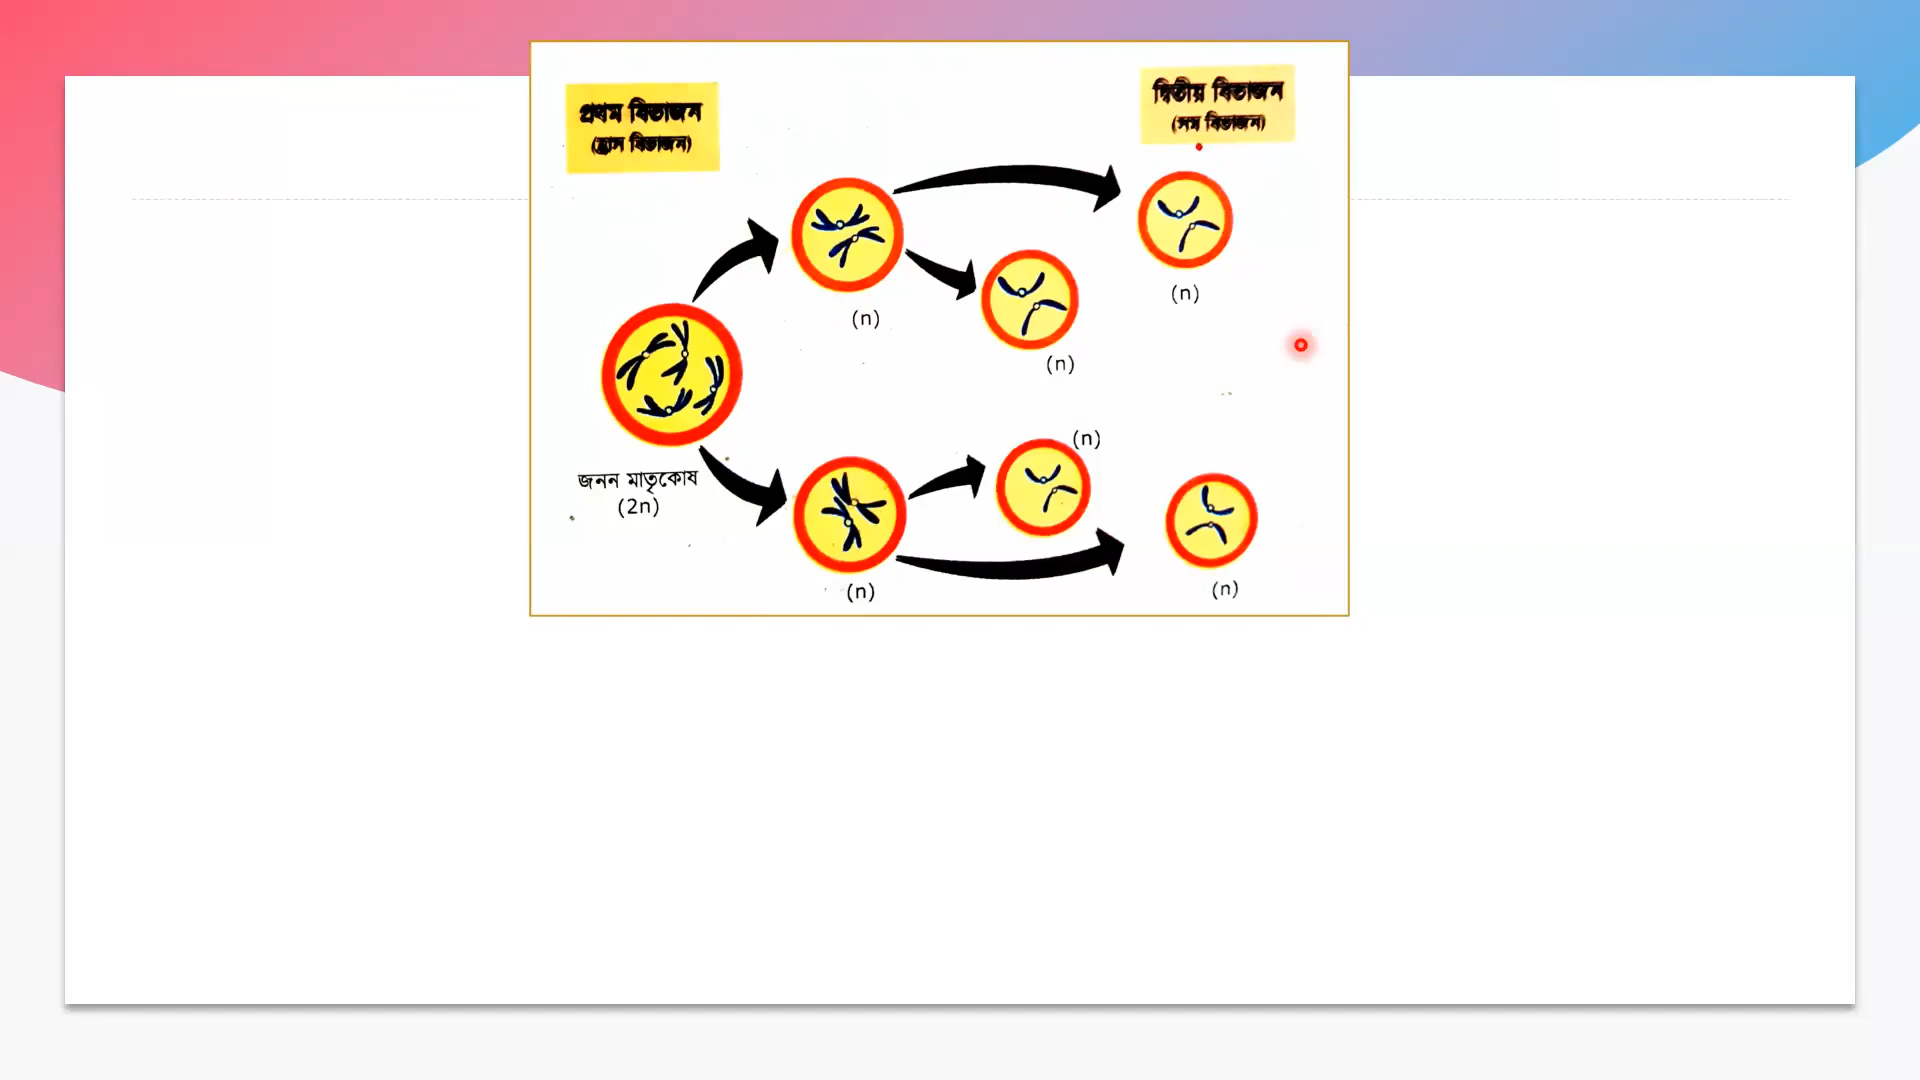 প্রথম বিভাজন
(হ্রাস বিভাজন)
দ্বিতীয় বিভাজন
(সম বিভাজন)
(n)
(n)
(n)
(n)
জনন মাতৃকোষ
(2n)
(n)
(n)